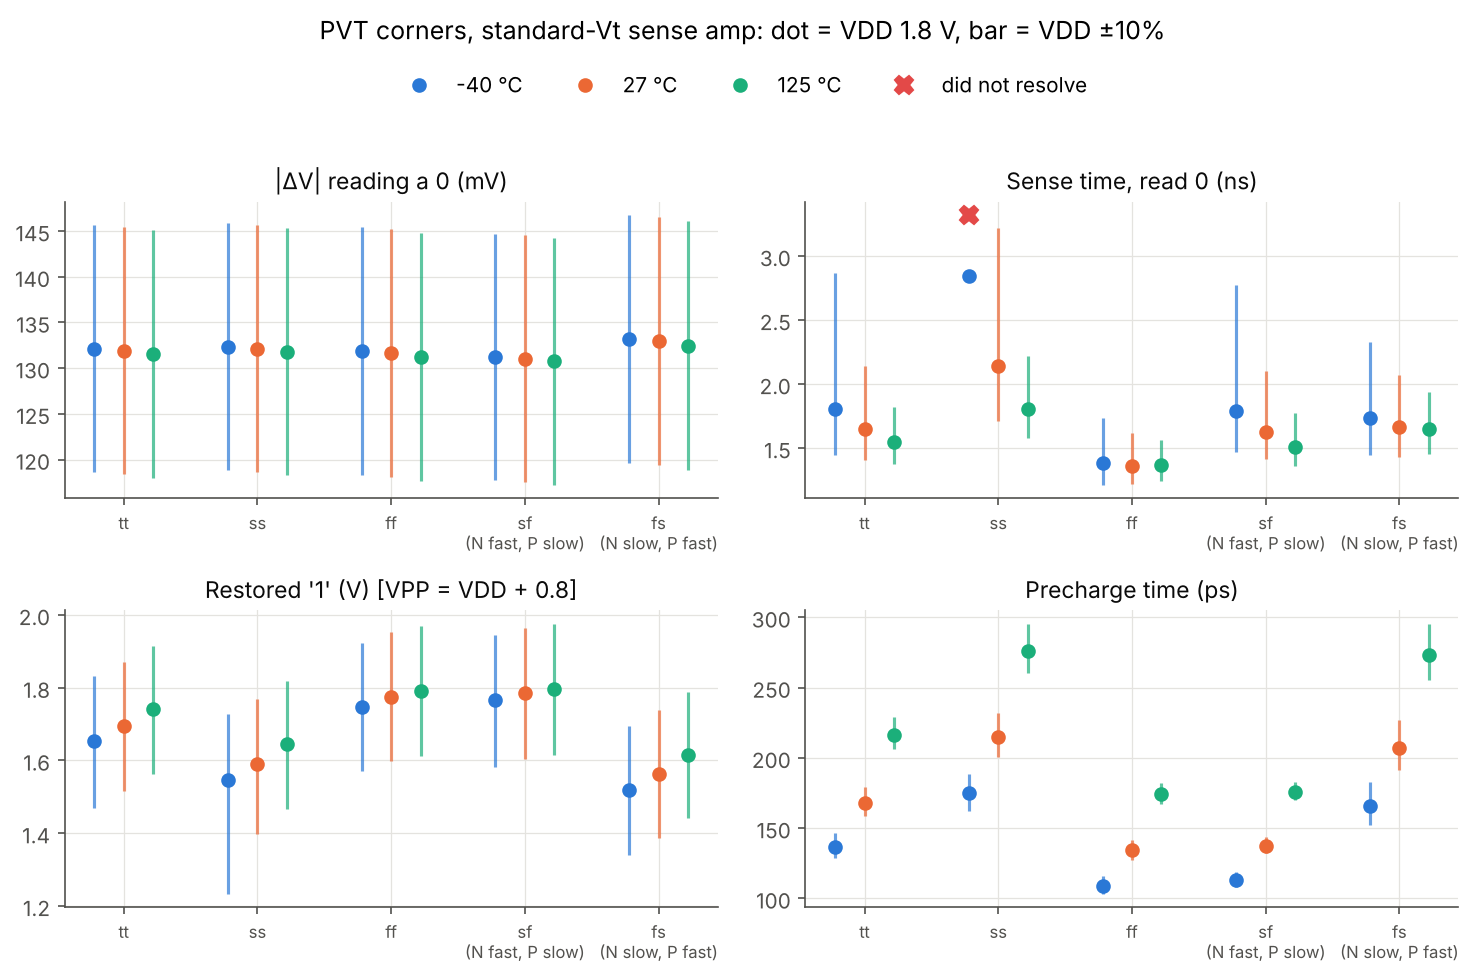 PVT corners, standard-Vt sense amp: dot = VDD 1.8 V, bar = VDD ±10%
-40 °C 27 °C 125 °C did not resolve
|ΔV| reading a 0 (mV)
145
140
135
130
125
120
tt ss ff sf fs
(N fast, P slow) (N slow, P fast)
Sense time, read 0 (ns)
3.0
2.5
2.0
1.5
tt ss ff sf fs
(N fast, P slow) (N slow, P fast)
Restored '1' (V) [VPP = VDD + 0.8]
2.0
1.8
1.6
1.4
1.2
tt ss ff sf fs
(N fast, P slow) (N slow, P fast)
Precharge time (ps)
300
250
200
150
100
tt ss ff sf fs
(N fast, P slow) (N slow, P fast)